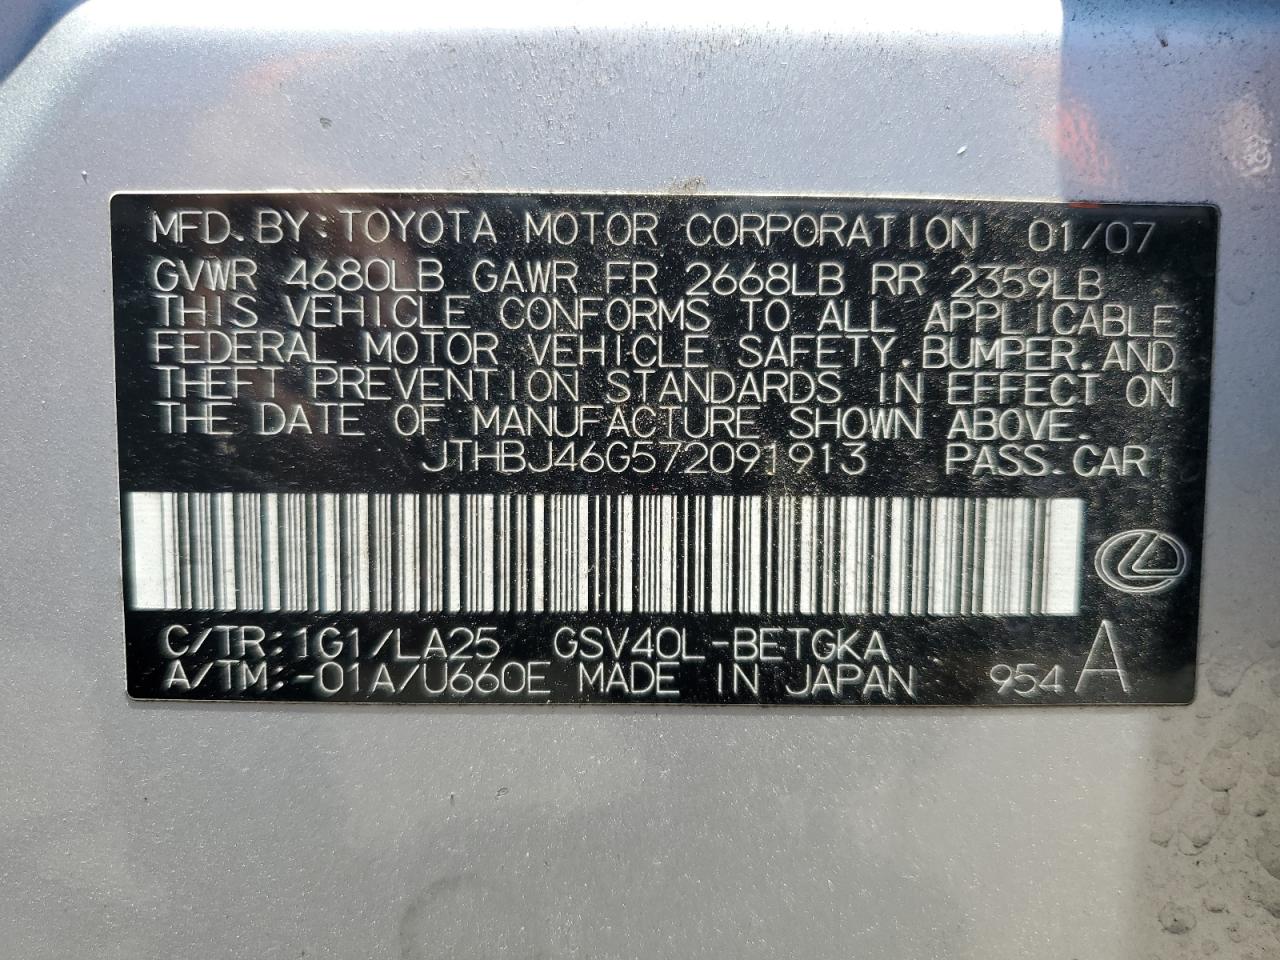 MFD.BY:TOYOTA MOTOR CORPORATION 01/07
GVWR 4680LB GAWR FR 2668LB RR 2359LB
THIS VEHICLE CONFORMS TO ALL APPLICABLE
FEDERAL MOTOR VEHICLE SAFETY.BUMPER.AND
THEFT PREVENTION STANDARDS IN EFFECT ON
THE DATE OF MANUFACTURE SHOWN ABOVE.
JTHBJ46G572091913 PASS.CAR
C/TR:1G1/LA25 GSV40L-BETGKA
A/TM:-01A/U660E MADE IN JAPAN 954 A